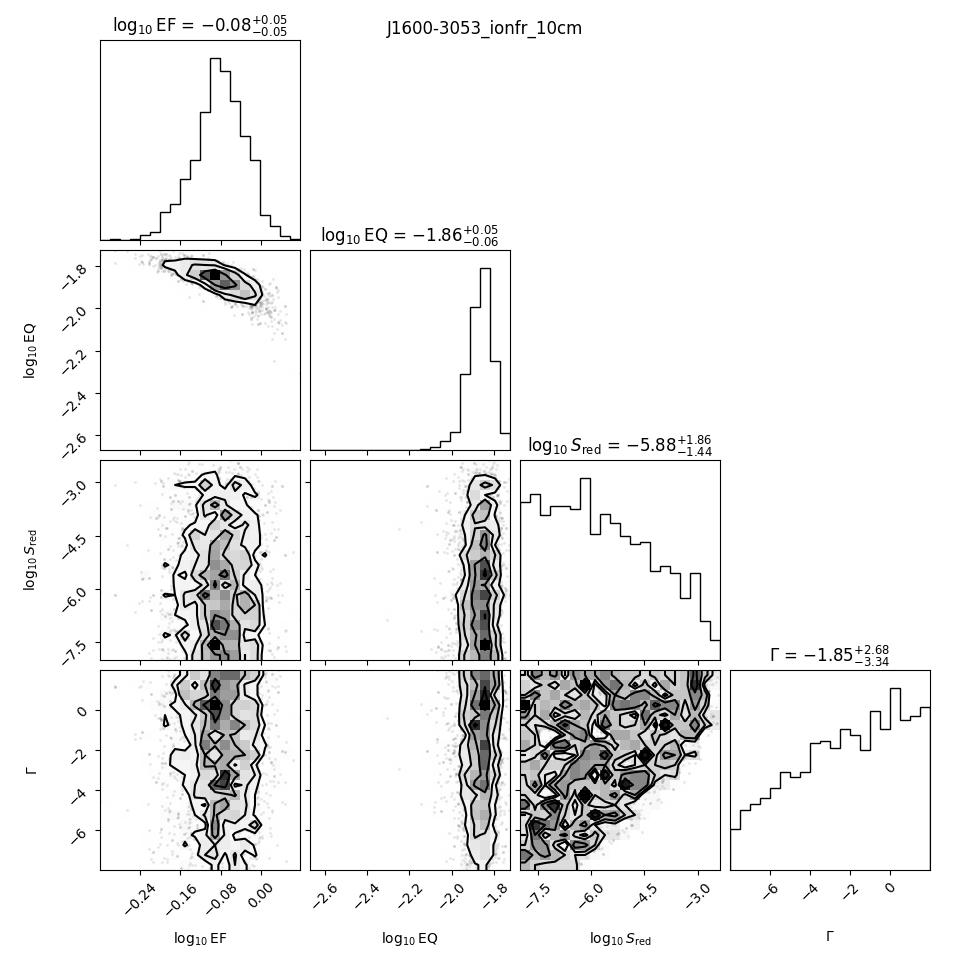 log₁₀ EF = −0.08+0.05−0.05
J1600-3053_ionfr_10cm
log₁₀ EQ = −1.86+0.05−0.06
−1.8
−2.0
−2.2
−2.4
−2.6
log₁₀ EQ
log₁₀ Sred = −5.88+1.86−1.44
−3.0
−4.5
−6.0
−7.5
log₁₀ Sred
Γ = −1.85+2.68−3.34
0
−2
−4
−6
Γ
−0.24 −0.16 −0.08 0.00
−2.6 −2.4 −2.2 −2.0 −1.8
−7.5 −6.0 −4.5 −3.0
−6 −4 −2 0
log₁₀ EF log₁₀ EQ log₁₀ Sred Γ